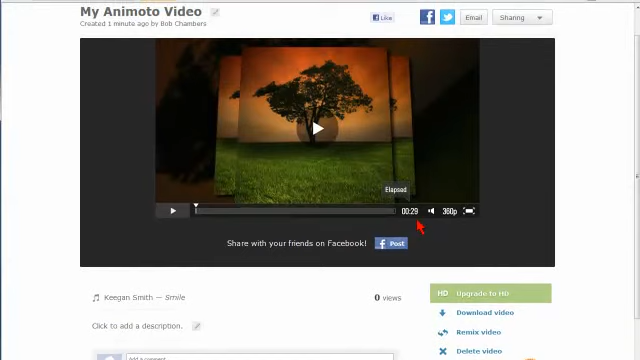 My Animoto Video
Created 1 minute ago by Bob Chambers
Like
Email
Sharing
Elapsed
00:29
360p
Share with your friends on Facebook!
Post
Keegan Smith — Smile
0 views
HD Upgrade to HD
Download video
Click to add a description.
Remix video
Delete video
Add a comment